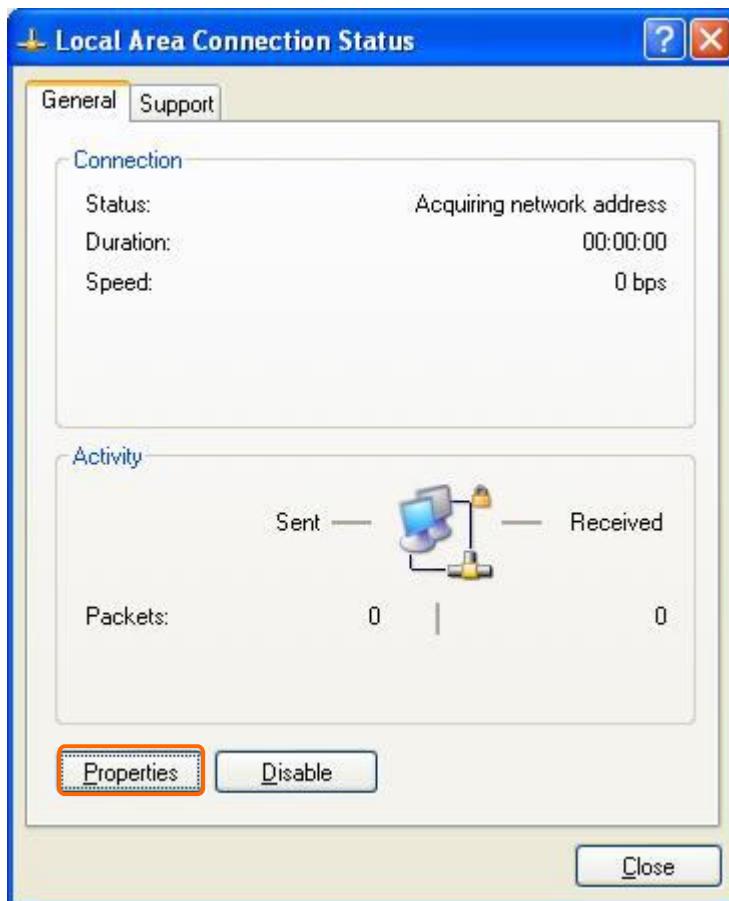 Local Area Connection Status ?
General Support
Connection
Status: Acquiring network address
Duration: 00:00:00
Speed: 0 bps
Activity
Sent Received
Packets: 0 0
Properties Disable
Close